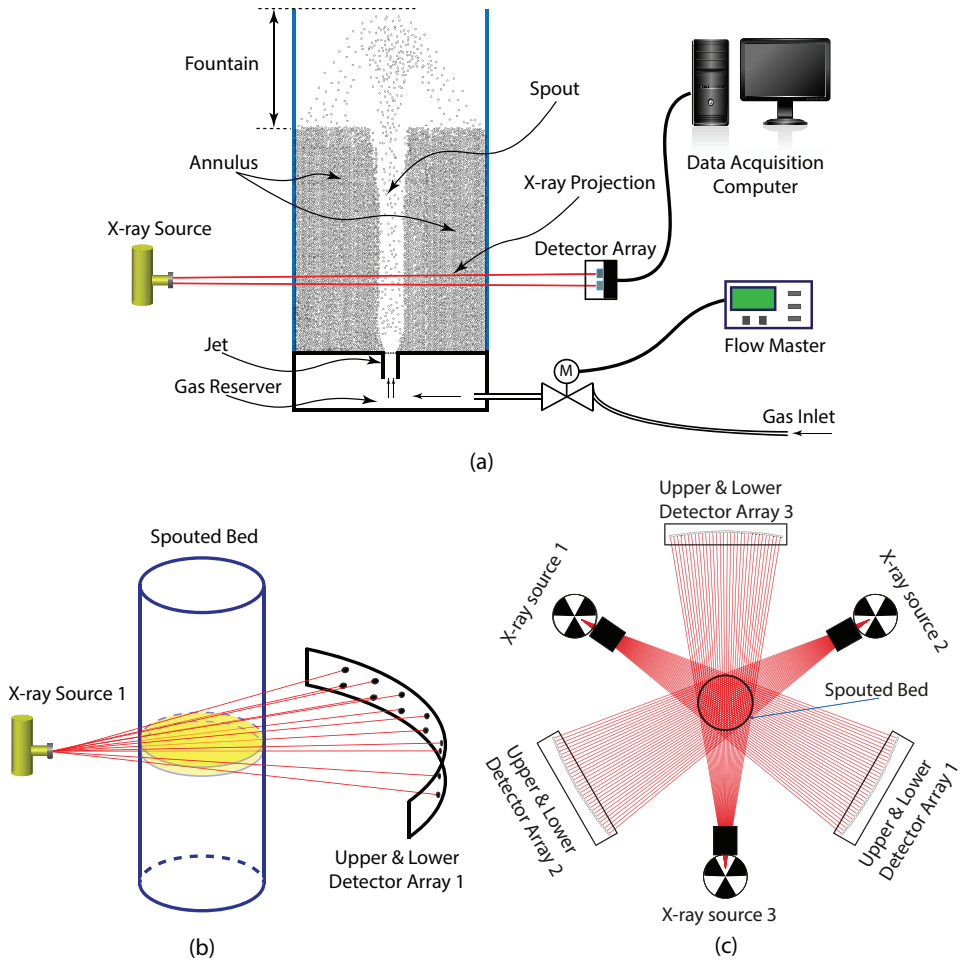 Fountain
Spout
Annulus
X-ray Projection
Data Acquisition
Computer
X-ray Source
Detector Array
Jet
Gas Reserver
M
Flow Master
Gas Inlet
(a)
Spouted Bed
X-ray Source 1
Upper & Lower
Detector Array 1
(b)
Upper & Lower
Detector Array 3
X-ray source 1
X-ray source 2
Spouted Bed
Upper & Lower
Detector Array 2
Upper & Lower
Detector Array 1
X-ray source 3
(c)